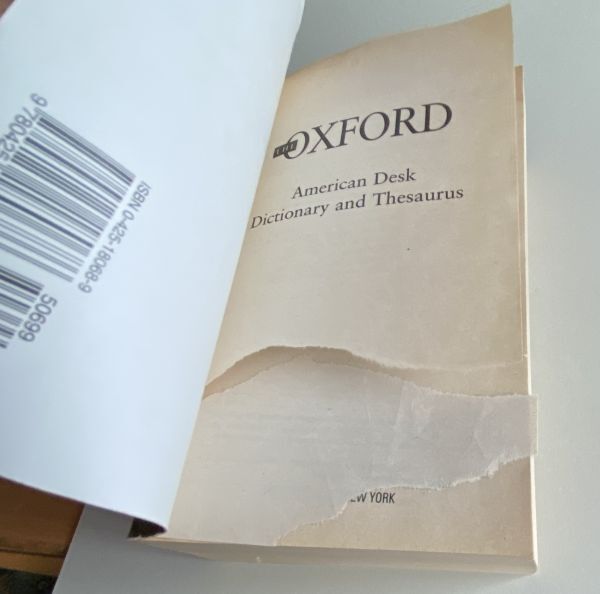 9 780425
ISBN 0-425-18068-9
50699
THE OXFORD
American Desk
Dictionary and Thesaurus
EW YORK